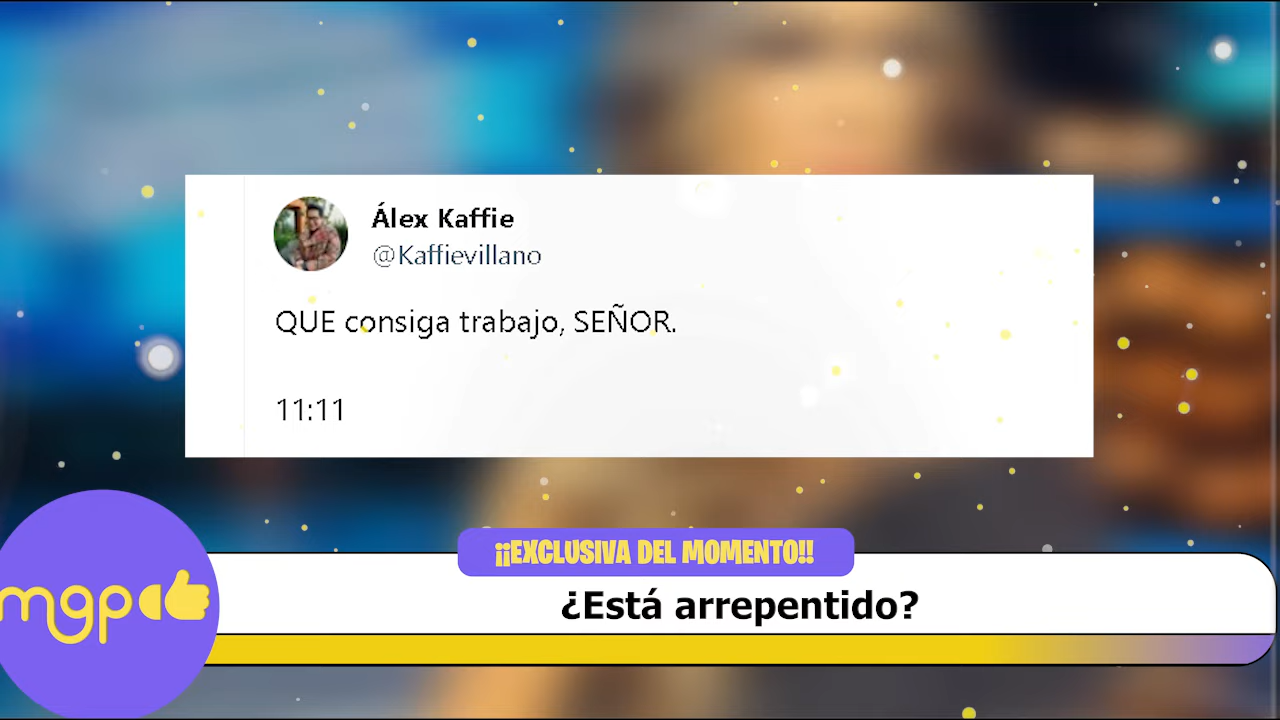 Álex Kaffie
@Kaffievillano
QUE consiga trabajo, SEÑOR.
11:11
¡¡EXCLUSIVA DEL MOMENTO!!
¿Está arrepentido?
mgp